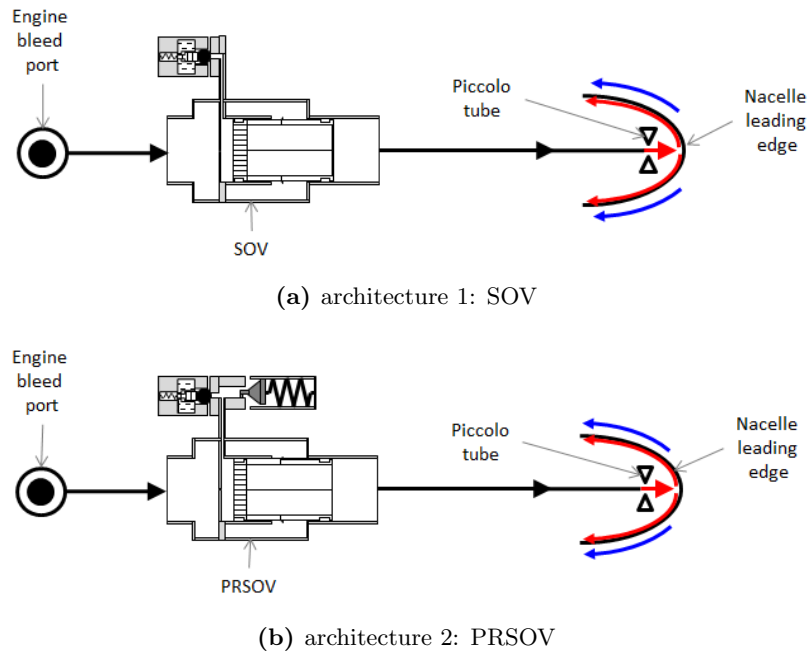 Engine
bleed
port
Piccolo
tube
Nacelle
leading
edge
SOV
(a) architecture 1: SOV
Engine
bleed
port
Piccolo
tube
Nacelle
leading
edge
PRSOV
(b) architecture 2: PRSOV